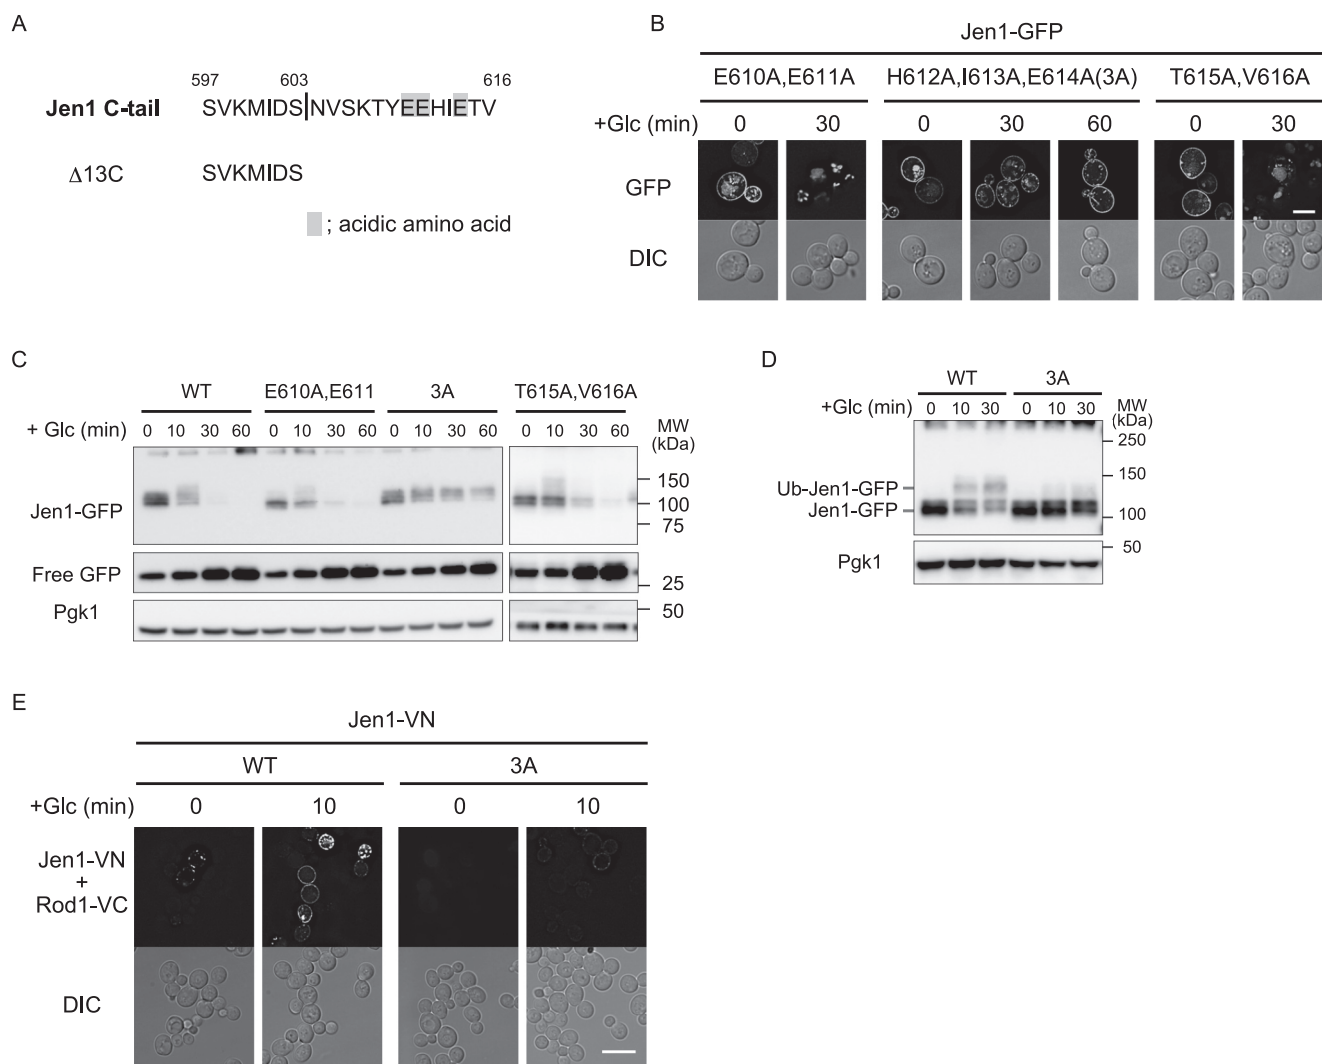 A
597 603 616
Jen1 C-tail SVKMIDS|NVSKTYEEHIETV
Δ13C SVKMIDS
; acidic amino acid
B
Jen1-GFP
E610A,E611A H612A,I613A,E614A(3A) T615A,V616A
+Glc (min) 0 30 0 30 60 0 30
GFP
DIC
C
WT E610A,E611 3A T615A,V616A
+ Glc (min) 0 10 30 60 0 10 30 60 0 10 30 60 0 10 30 60 MW
(kDa)
Jen1-GFP
150
100
75
Free GFP
25
Pgk1
50
D
WT 3A
+Glc (min) 0 10 30 0 10 30 MW
(kDa)
250
Ub-Jen1-GFP 150
Jen1-GFP 100
50
Pgk1
E
Jen1-VN
WT 3A
+Glc (min) 0 10 0 10
Jen1-VN
+
Rod1-VC
DIC